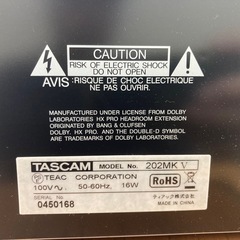 CAUTION
RISK OF ELECTRIC SHOCK
DO NOT OPEN
AVIS : RISQUE DE CHOC ELECTRIQUE
NE PAS OUVRIR
MANUFACTURED UNDER LICENSE FROM DOLBY
LABORATORIES HX PRO HEADROOM EXTENSION
ORIGINATED BY BANG & OLUFSEN
DOLBY, THE DOUBLE-D SYMBOL
AND HX PRO ARE TRADEMARKS OF
DOLBY LABORATORIES.
TASCAM MODEL No. 202MK V
TEAC CORPORATION
100V 50-60Hz, 16W RoHS
SERIAL No.
0450168
ティアック株式会社